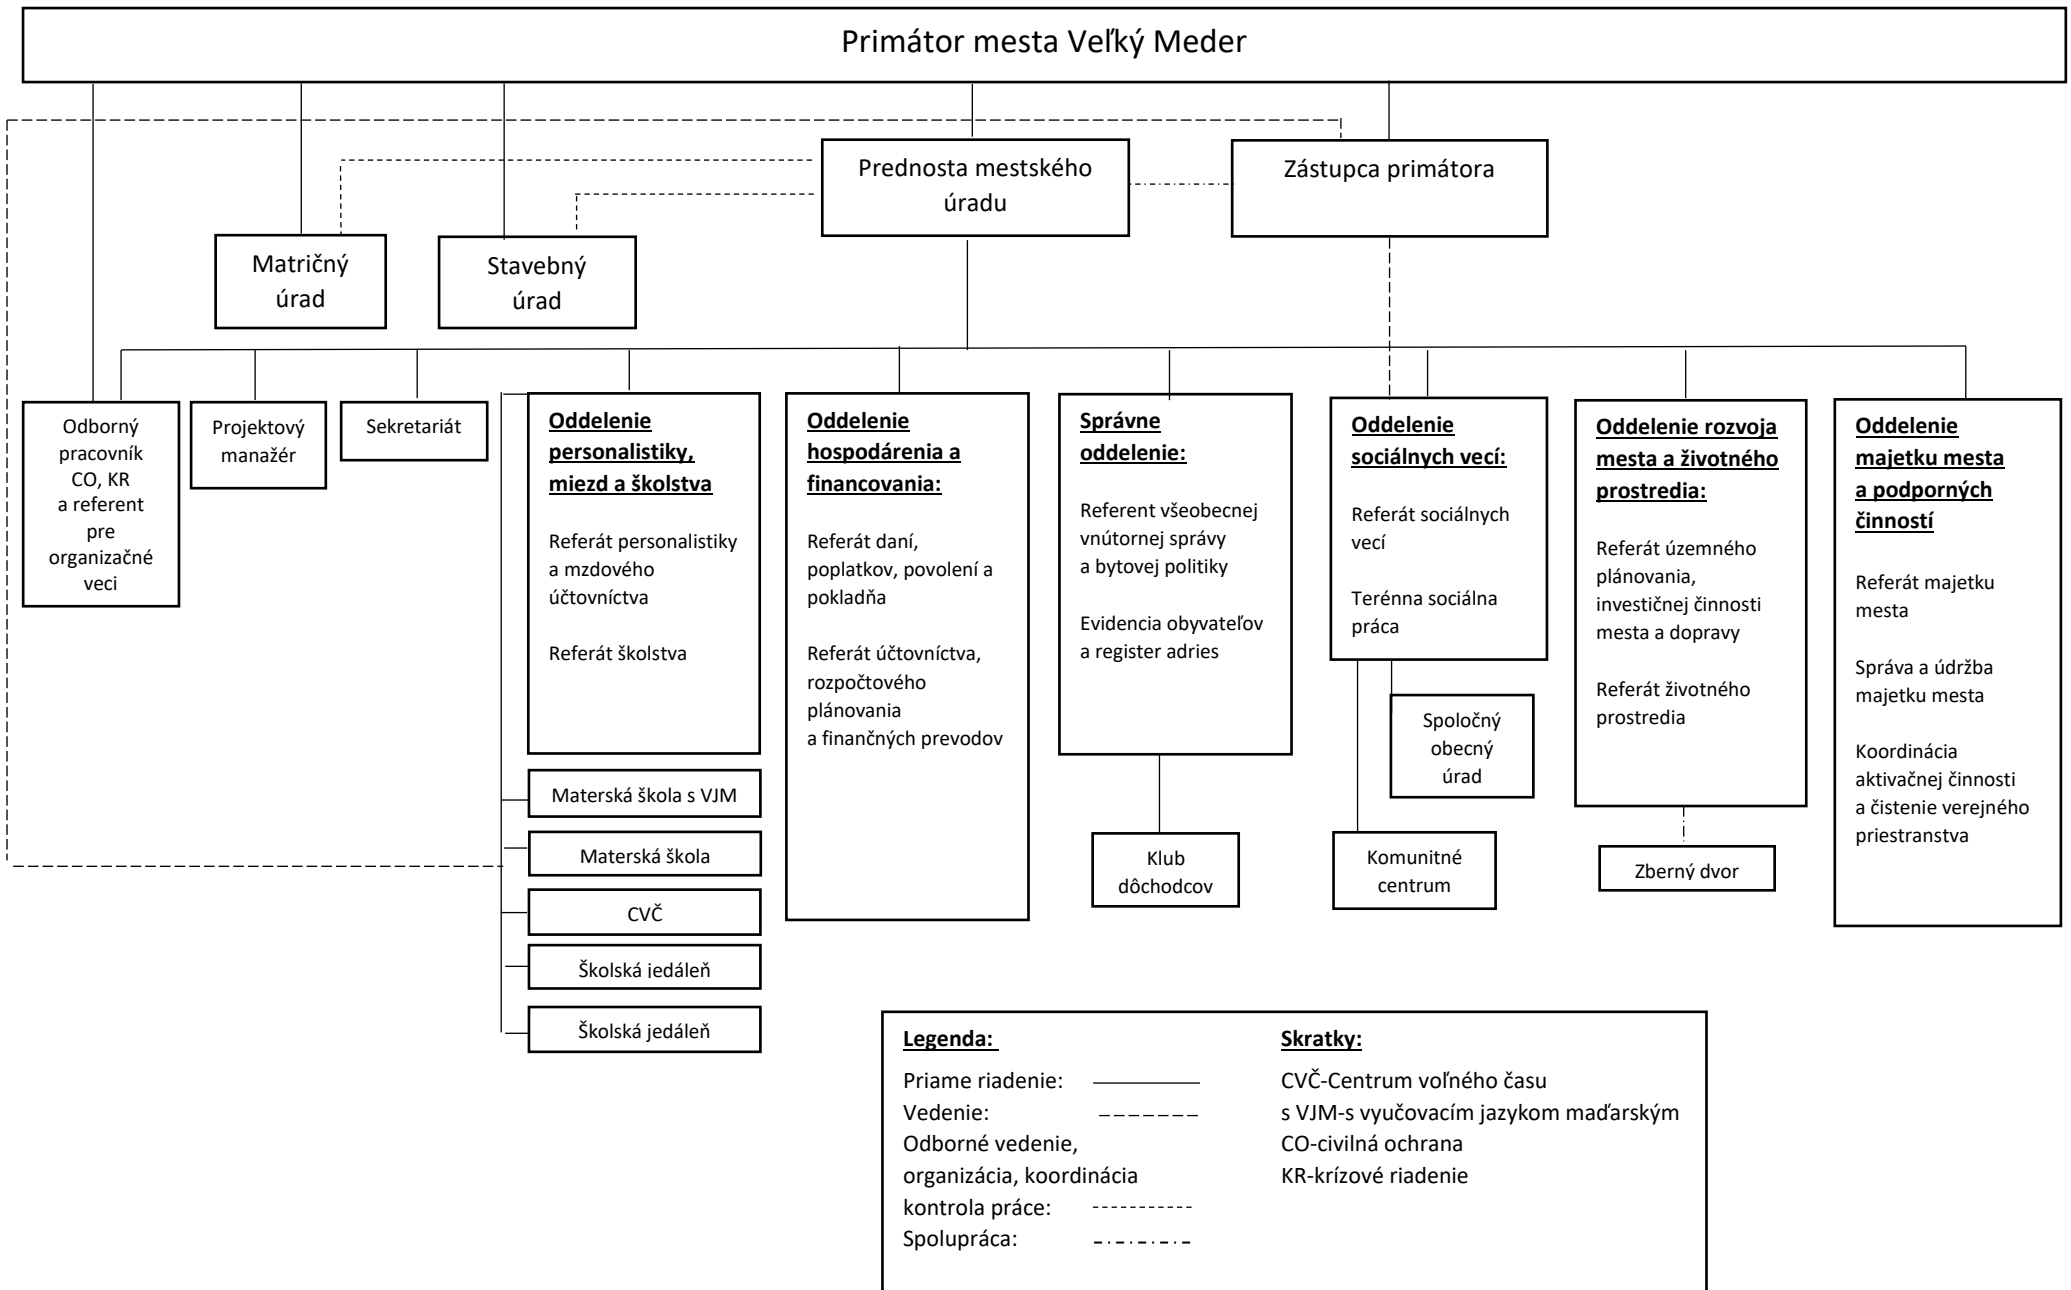 Primátor mesta Veľký Meder
Prednosta mestského
úradu
Zástupca primátora
Matričný
úrad
Stavebný
úrad
Odborný
pracovník
CO, KR
a referent
pre
organizačné
veci
Projektový
manažér
Sekretariát
Oddelenie
personalistiky,
miezd a školstva
Referát personalistiky
a mzdového
účtovníctva
Referát školstva
Materská škola s VJM
Materská škola
CVČ
Školská jedáleň
Školská jedáleň
Oddelenie
hospodárenia a
financovania:
Referát daní,
poplatkov, povolení a
pokladňa
Referát účtovníctva,
rozpočtového
plánovania
a finančných prevodov
Správne
oddelenie:
Referent všeobecnej
vnútornej správy
a bytovej politiky
Evidencia obyvateľov
a register adries
Klub
dôchodcov
Oddelenie
sociálnych vecí:
Referát sociálnych
vecí
Terénna sociálna
práca
Spoločný
obecný
úrad
Komunitné
centrum
Oddelenie rozvoja
mesta a životného
prostredia:
Referát územného
plánovania,
investičnej činnosti
mesta a dopravy
Referát životného
prostredia
Zberný dvor
Oddelenie
majetku mesta
a podporných
činností
Referát majetku
mesta
Správa a údržba
majetku mesta
Koordinácia
aktivačnej činnosti
a čistenie verejného
priestranstva
Legenda:
Priame riadenie:
Vedenie:
Odborné vedenie,
organizácia, koordinácia
kontrola práce:
Spolupráca:
Skratky:
CVČ-Centrum voľného času
s VJM-s vyučovacím jazykom maďarským
CO-civilná ochrana
KR-krízové riadenie